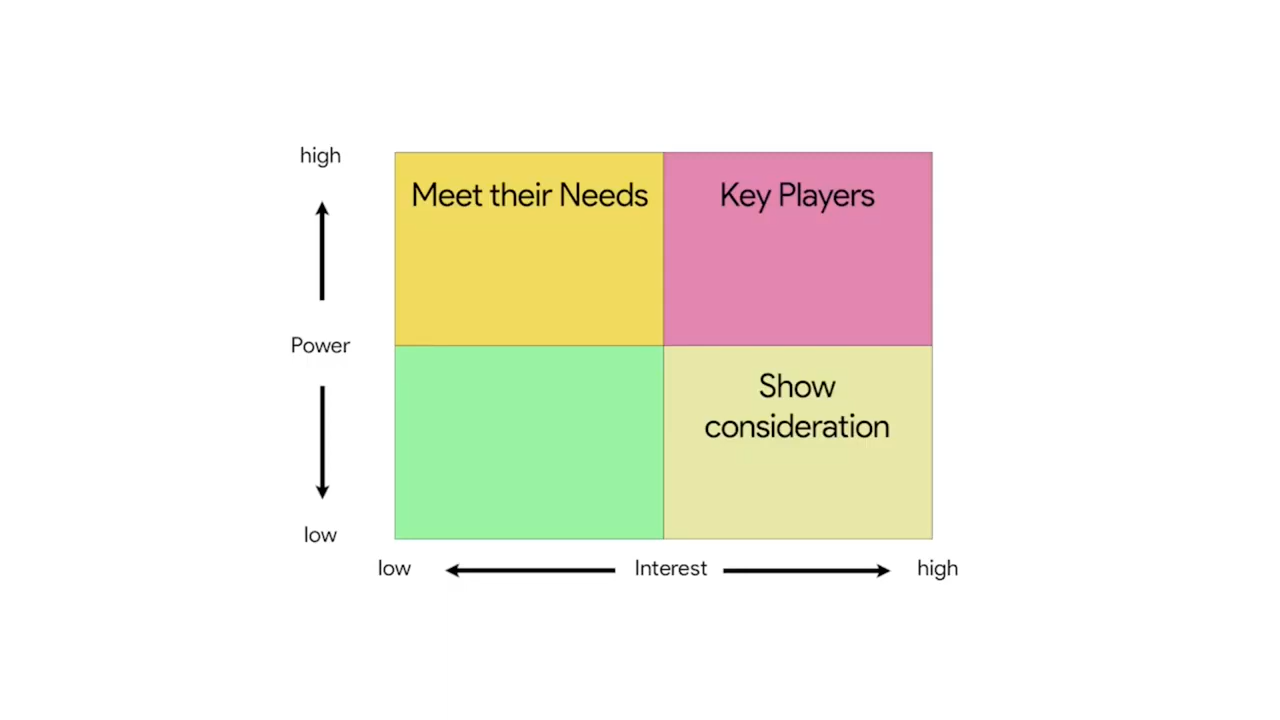 high
Meet their Needs
Key Players
Power
Show
consideration
low
low
Interest
high